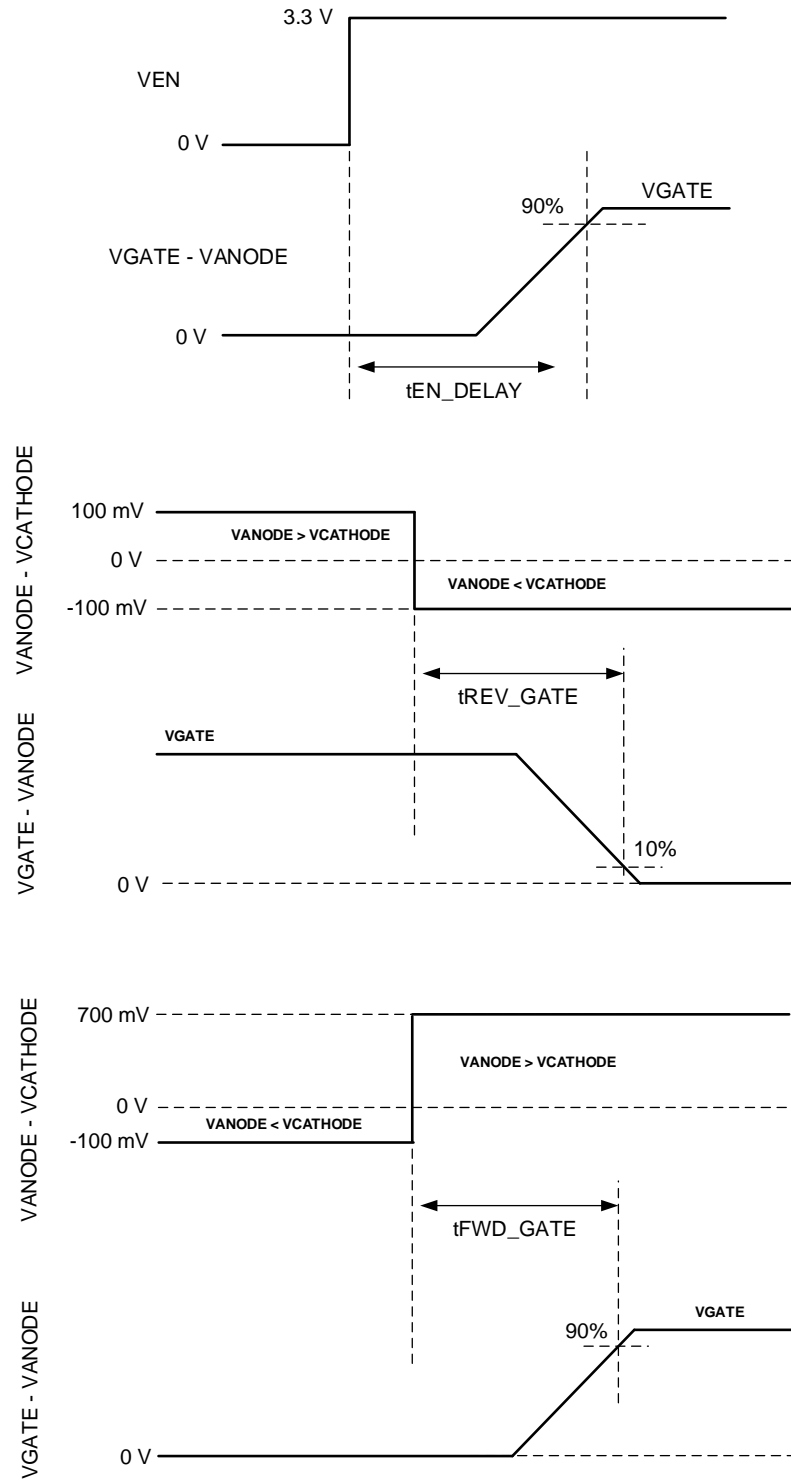 3.3 V
VEN
0 V
90%
VGATE
VGATE - VANODE
0 V
tEN_DELAY
VANODE - VCATHODE
100 mV
VANODE > VCATHODE
0 V
VANODE < VCATHODE
-100 mV
tREV_GATE
VGATE - VANODE
VGATE
10%
0 V
VANODE - VCATHODE
700 mV
VANODE > VCATHODE
0 V
VANODE < VCATHODE
-100 mV
tFWD_GATE
VGATE - VANODE
VGATE
90%
0 V